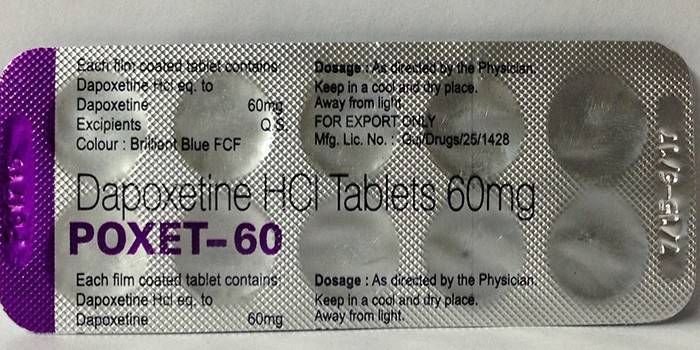 Each film coated tablet contains:
Dapoxetine Hcl eq. to
Dapoxetine 60mg
Excipients Q.S.
Colour : Brilliant Blue FCF
Dosage : As directed by the Physician.
Keep in a cool and dry place.
Away from light.
FOR EXPORT ONLY
Mfg. Lic. No. : Guj/Drugs/25/1428
Dapoxetine HCl Tablets 60mg
POXET-60
Each film coated tablet contains:
Dapoxetine Hcl eq. to
Dapoxetine 60mg
Dosage : As directed by the Physician.
Keep in a cool and dry place.
Away from light.